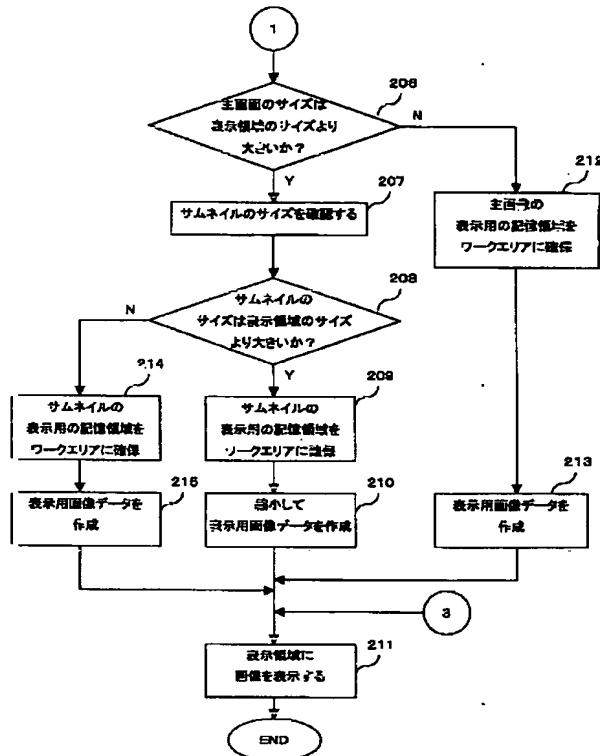 1
206
主画面のサイズは
表示領域のサイズより
大きいか？
N
Y
212
207
サムネイルのサイズを確認する
主画像の
表示用の記憶領域を
ワークエリアに確保
208
サムネイルの
サイズは表示領域のサイズ
より大きいか？
N
Y
214
サムネイルの
表示用の記憶領域を
ワークエリアに確保
209
サムネイルの
表示用の記憶領域を
ワークエリアに確保
215
表示用画像データを
作成
210
縮小して
表示用画像データを作成
213
表示用画像データを
作成
3
211
表示領域に
画像を表示する
END